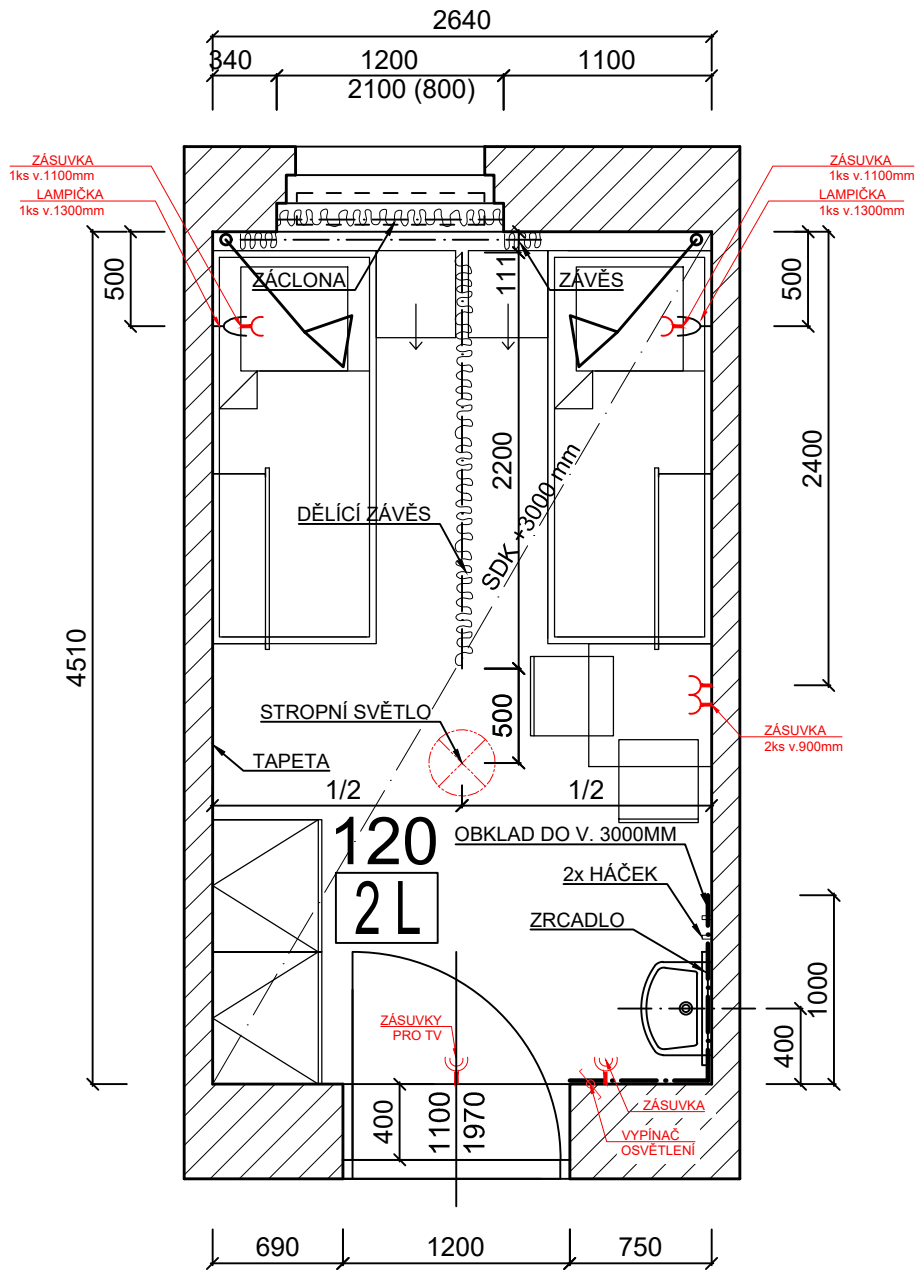 2640
340
1200
1100
2100 (800)
ZÁSUVKA
1ks v.1100mm
LAMPIČKA
1ks v.1300mm
ZÁSUVKA
1ks v.1100mm
LAMPIČKA
1ks v.1300mm
500
ZÁCLONA
111
ZÁVĚS
500
2200
2400
DĚLÍCÍ ZÁVĚS
SDK +3000 mm
4510
STROPNÍ SVĚTLO
500
ZÁSUVKA
2ks v.900mm
TAPETA
1/2
1/2
120
OBKLAD DO V. 3000MM
2 L
2x HÁČEK
ZRCADLO
1000
400
ZÁSUVKY
PRO TV
400
1100
1970
ZÁSUVKA
VYPÍNAČ
OSVĚTLENÍ
690
1200
750